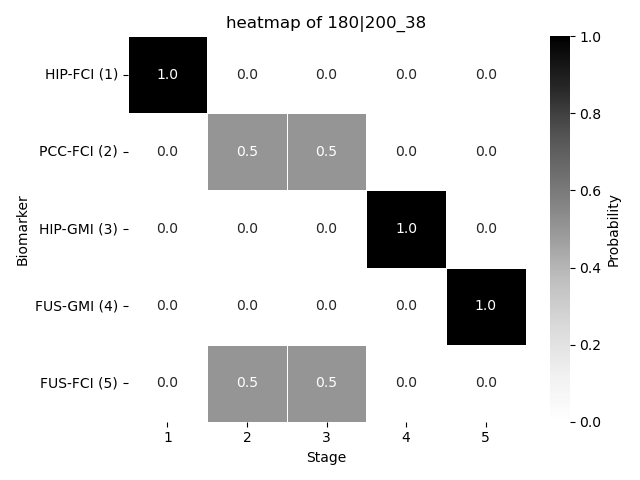 heatmap of 180|200_38
HIP-FCI (1) 1.0 0.0 0.0 0.0 0.0
PCC-FCI (2) 0.0 0.5 0.5 0.0 0.0
HIP-GMI (3) 0.0 0.0 0.0 1.0 0.0
FUS-GMI (4) 0.0 0.0 0.0 0.0 1.0
FUS-FCI (5) 0.0 0.5 0.5 0.0 0.0
1 2 3 4 5
Stage
Biomarker
1.0
0.8
0.6
0.4
0.2
0.0
Probability